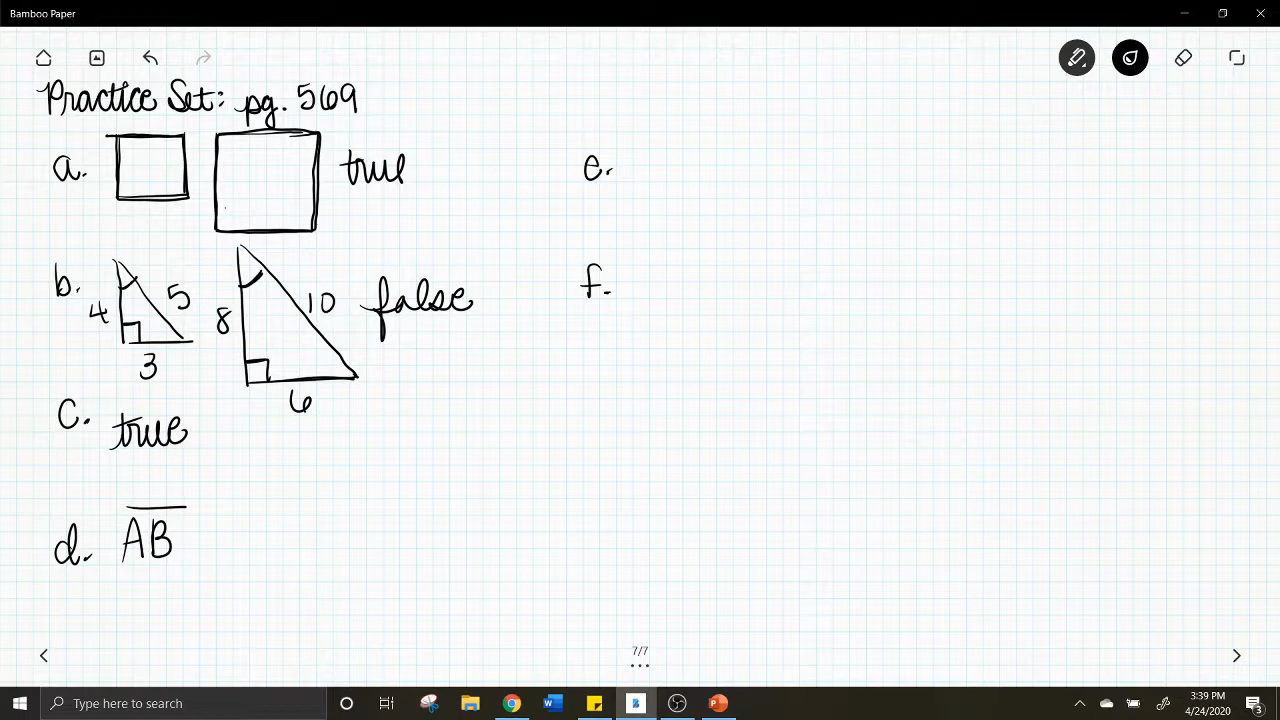 Bamboo Paper
Practice Set: pg. 569
a. true
e.
b. 4 5 3 8 10 6 false
f.
c. true
d. AB
7/7
Type here to search
3:39 PM
4/24/2020
3